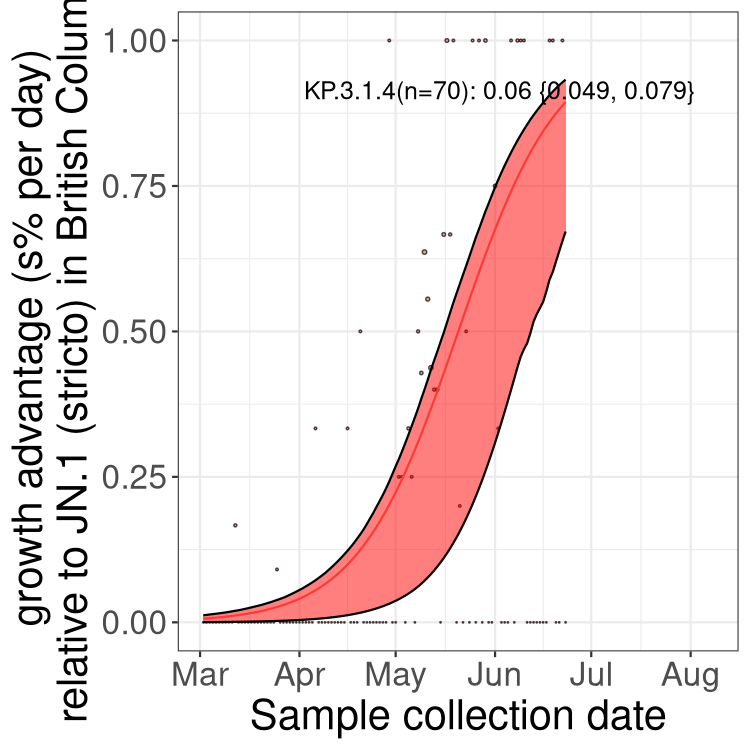 growth advantage (s% per day)
relative to JN.1 (stricto) in British Colum
1.00
0.75
0.50
0.25
0.00
KP.3.1.4(n=70): 0.06 {0.049, 0.079}
Mar Apr May Jun Jul Aug
Sample collection date